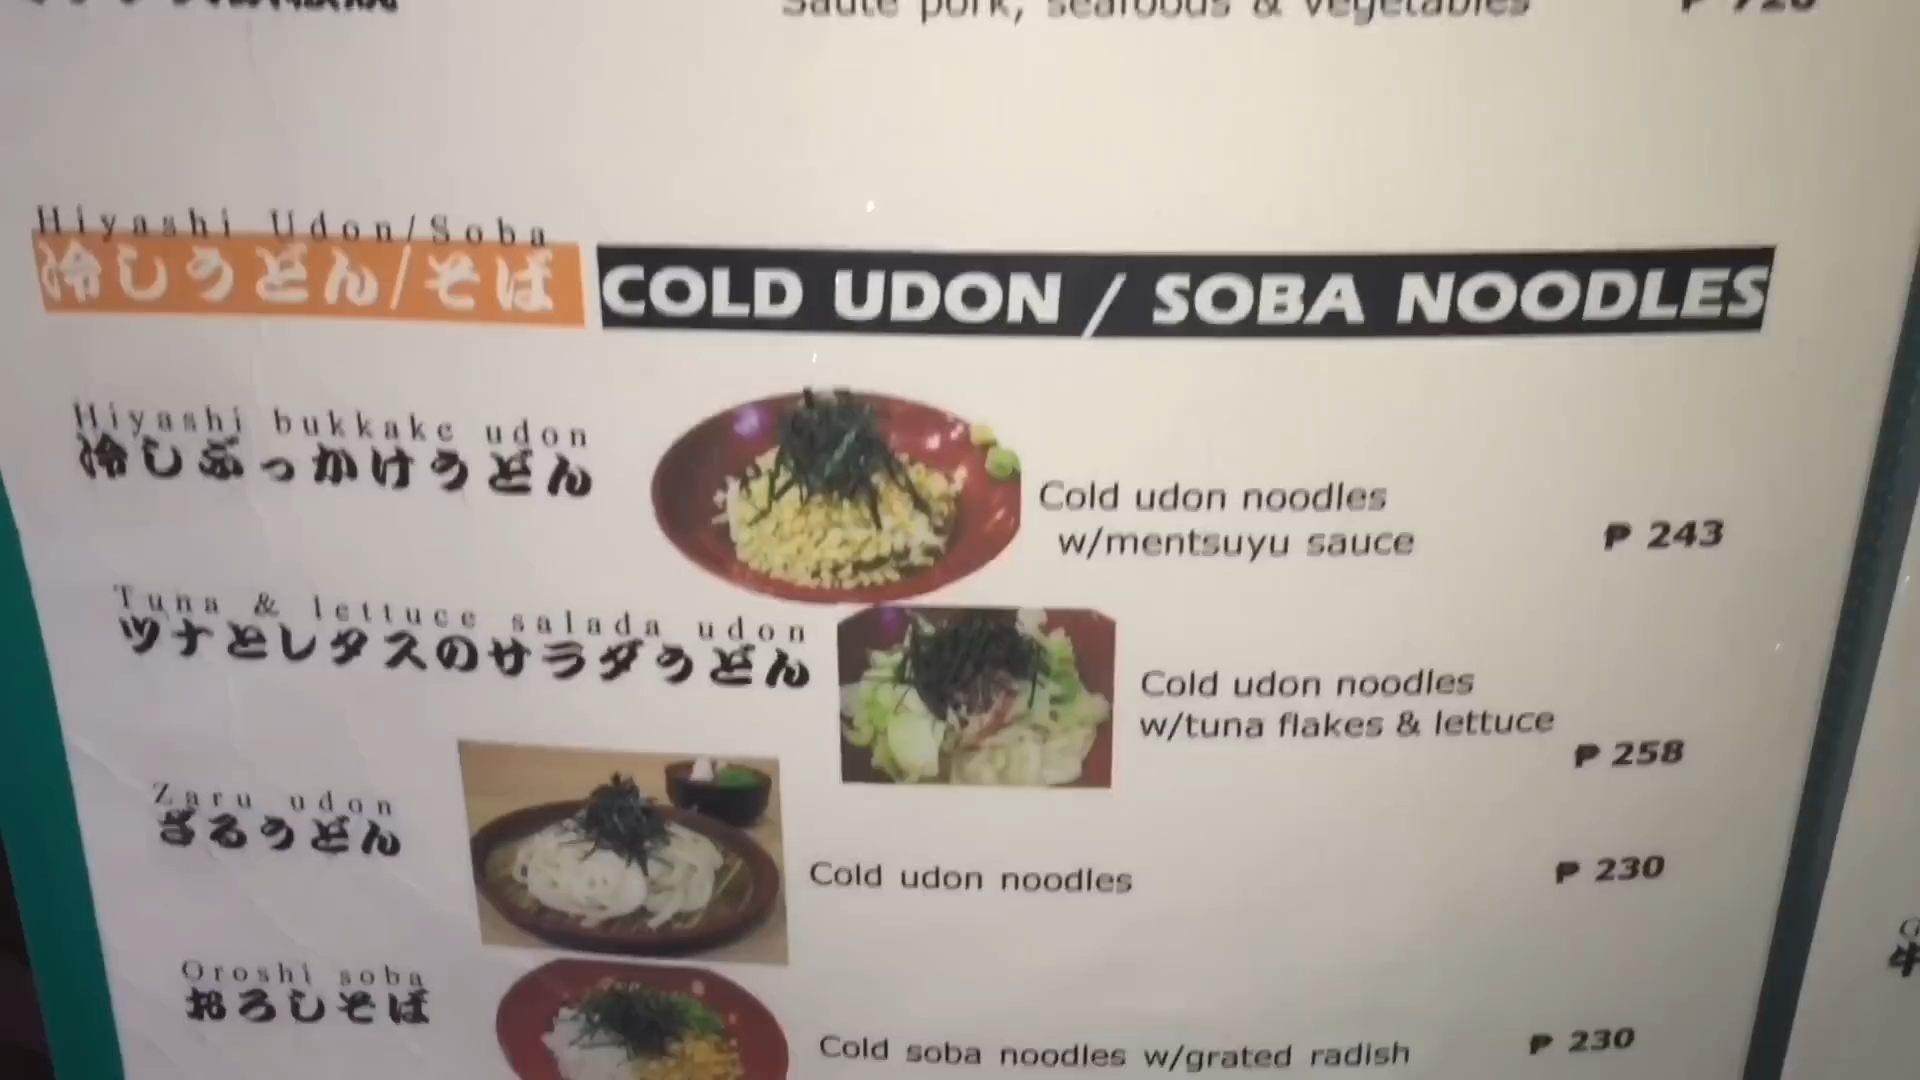 Saute pork, seafoods & vegetables
Hiyashi Udon/Soba
冷しうどん/そば
COLD UDON / SOBA NOODLES
Hiyashi bukkake udon
冷しぶっかけうどん
Cold udon noodles
w/mentsuyu sauce
₱ 243
Tuna & lettuce salada udon
ツナとレタスのサラダうどん
Cold udon noodles
w/tuna flakes & lettuce
₱ 258
Zaru udon
ざるうどん
Cold udon noodles
₱ 230
Oroshi soba
おろしそば
Cold soba noodles w/grated radish
₱ 230